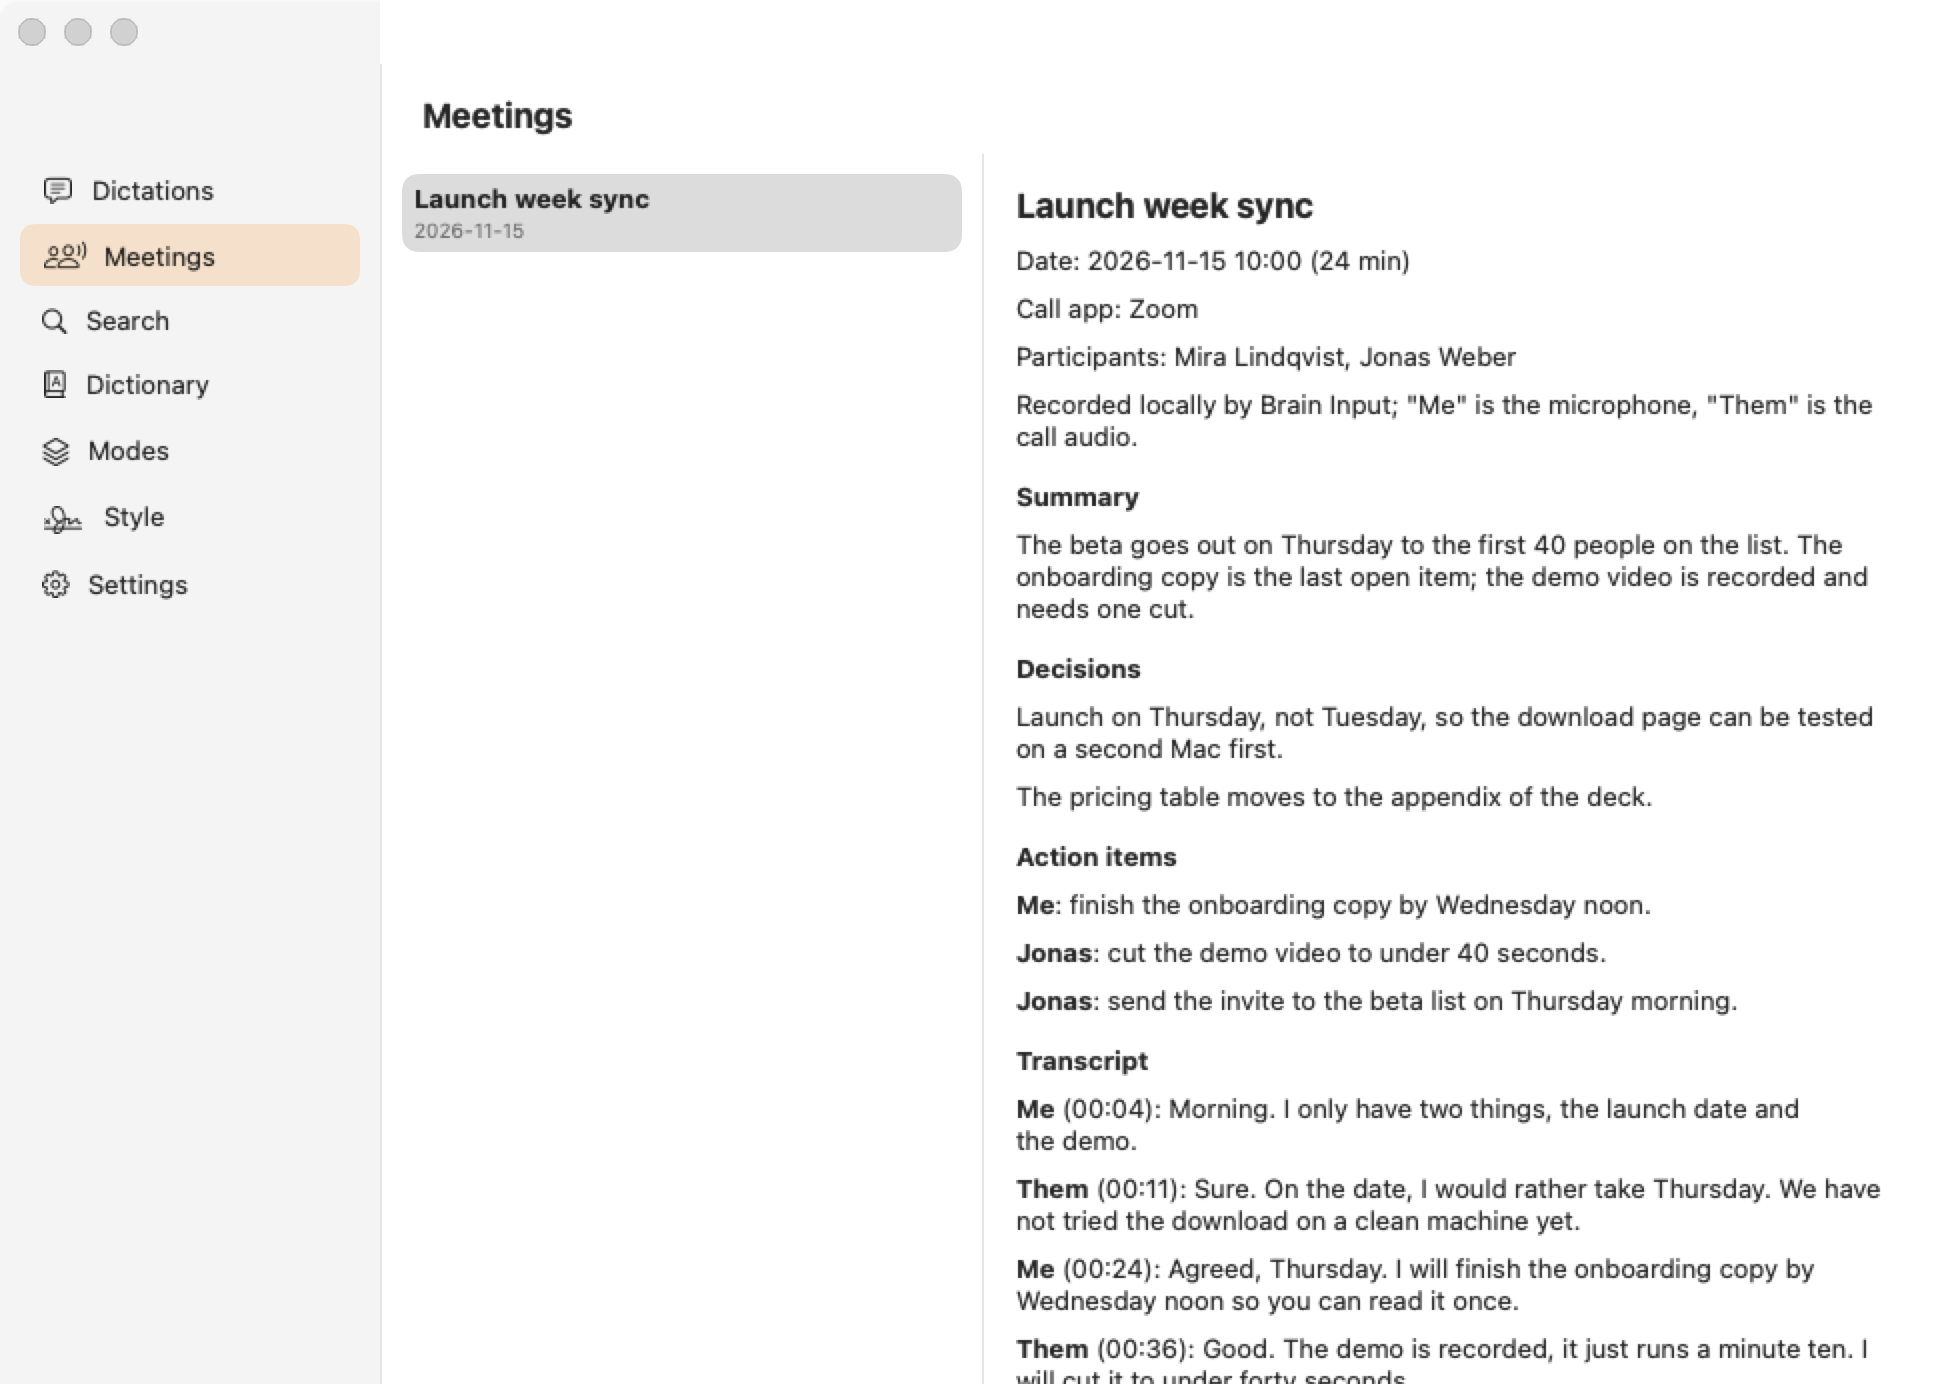 Dictations
Meetings
Search
Dictionary
Modes
Style
Settings
Meetings
Launch week sync
2026-11-15
Launch week sync
Date: 2026-11-15 10:00 (24 min)
Call app: Zoom
Participants: Mira Lindqvist, Jonas Weber
Recorded locally by Brain Input; "Me" is the microphone, "Them" is the
call audio.
Summary
The beta goes out on Thursday to the first 40 people on the list. The
onboarding copy is the last open item; the demo video is recorded and
needs one cut.
Decisions
Launch on Thursday, not Tuesday, so the download page can be tested
on a second Mac first.
The pricing table moves to the appendix of the deck.
Action items
Me: finish the onboarding copy by Wednesday noon.
Jonas: cut the demo video to under 40 seconds.
Jonas: send the invite to the beta list on Thursday morning.
Transcript
Me (00:04): Morning. I only have two things, the launch date and
the demo.
Them (00:11): Sure. On the date, I would rather take Thursday. We have
not tried the download on a clean machine yet.
Me (00:24): Agreed, Thursday. I will finish the onboarding copy by
Wednesday noon so you can read it once.
Them (00:36): Good. The demo is recorded, it just runs a minute ten. I
will cut it to under forty seconds